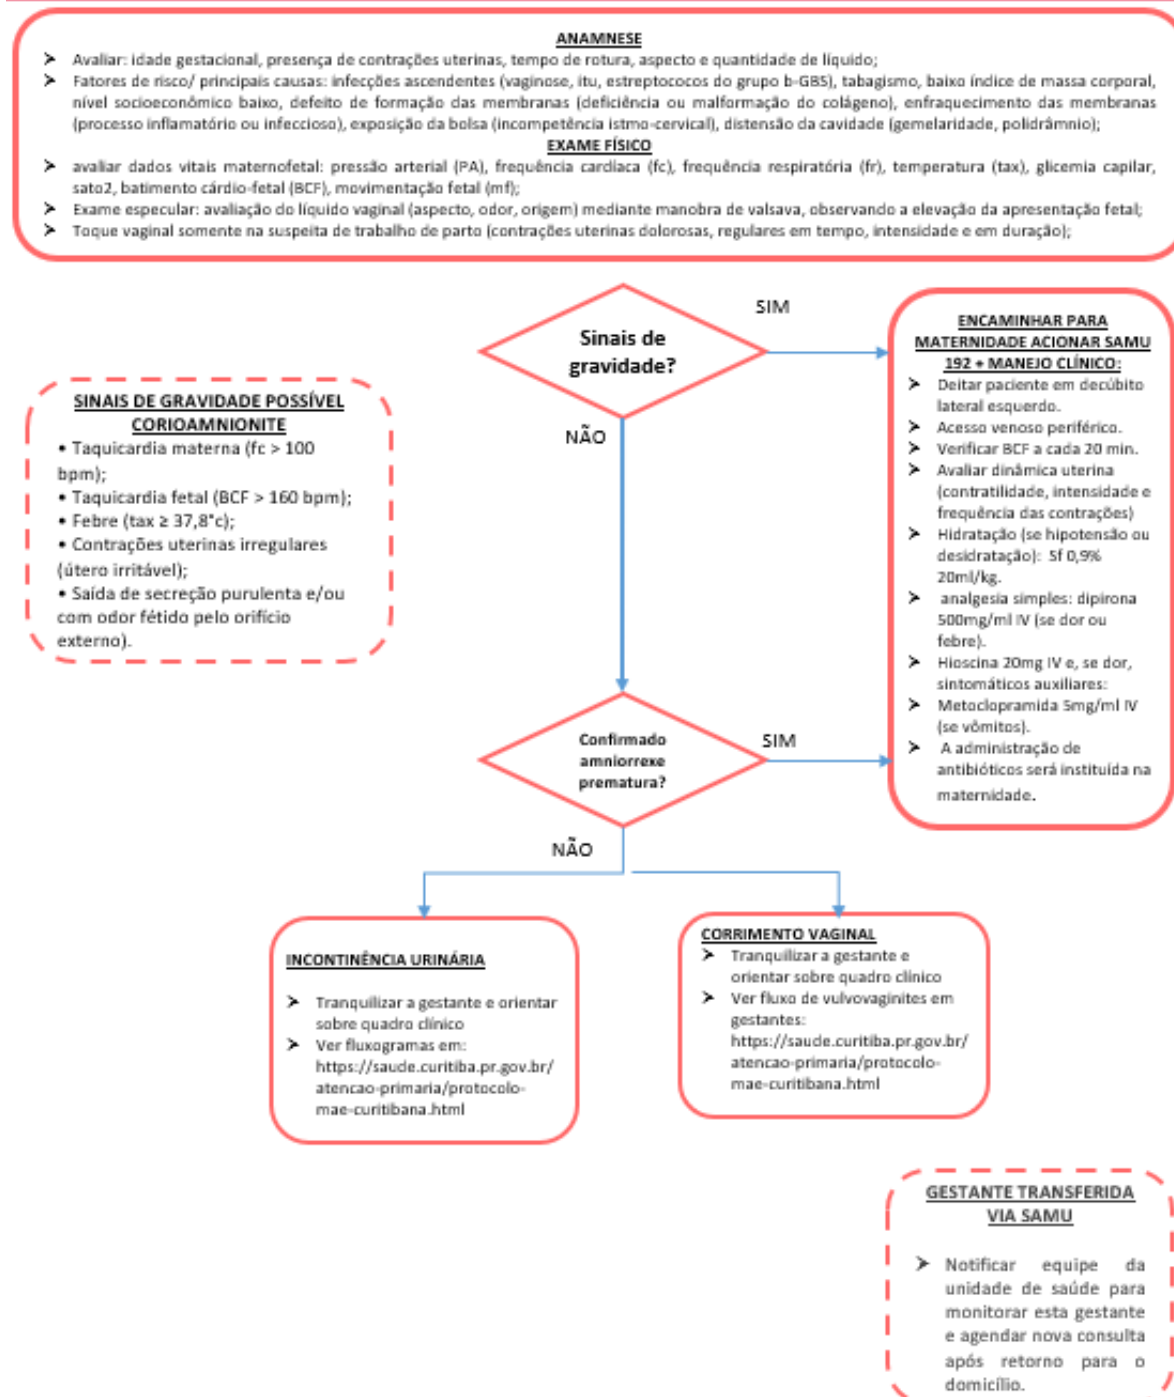 ANAMNESE
➤ Avaliar: idade gestacional, presença de contrações uterinas, tempo de rotura, aspecto e quantidade de líquido;
➤ Fatores de risco/ principais causas: infecções ascendentes (vaginose, itu, estreptococos do grupo b-GBS), tabagismo, baixo índice de massa corporal,
nível socioeconômico baixo, defeito de formação das membranas (deficiência ou malformação do colágeno), enfraquecimento das membranas
(processo inflamatório ou infeccioso), exposição da bolsa (incompetência istmo-cervical), distensão da cavidade (gemelaridade, polidrâmnio);
EXAME FÍSICO
➤ avaliar dados vitais maternofetal: pressão arterial (PA), frequência cardíaca (fc), frequência respiratória (fr), temperatura (tax), glicemia capilar,
sato2, batimento cárdio-fetal (BCF), movimentação fetal (mf);
➤ Exame especular: avaliação do líquido vaginal (aspecto, odor, origem) mediante manobra de valsava, observando a elevação da apresentação fetal;
➤ Toque vaginal somente na suspeita de trabalho de parto (contrações uterinas dolorosas, regulares em tempo, intensidade e em duração);
Sinais de
gravidade?
SIM
NÃO
SINAIS DE GRAVIDADE POSSÍVEL
CORIOAMNIONITE
• Taquicardia materna (fc > 100
bpm);
• Taquicardia fetal (BCF > 160 bpm);
• Febre (tax ≥ 37,8°c);
• Contrações uterinas irregulares
(útero irritável);
• Saída de secreção purulenta e/ou
com odor fétido pelo orifício
externo).
ENCAMINHAR PARA
MATERNIDADE ACIONAR SAMU
192 + MANEJO CLÍNICO:
➤ Deitar paciente em decúbito
lateral esquerdo.
➤ Acesso venoso periférico.
➤ Verificar BCF a cada 20 min.
➤ Avaliar dinâmica uterina
(contratilidade, intensidade e
frequência das contrações)
➤ Hidratação (se hipotensão ou
desidratação): Sf 0,9%
20ml/kg.
➤ analgesia simples: dipirona
500mg/ml IV (se dor ou
febre).
➤ Hioscina 20mg IV e, se dor,
sintomáticos auxiliares:
➤ Metoclopramida 5mg/ml IV
(se vômitos).
➤ A administração de
antibióticos será instituída na
maternidade.
Confirmado
amniorrexe
prematura?
SIM
NÃO
INCONTINÊNCIA URINÁRIA
➤ Tranquilizar a gestante e orientar
sobre quadro clínico
➤ Ver fluxogramas em:
https://saude.curitiba.pr.gov.br/
atencao-primaria/protocolo-
mae-curitibana.html
CORRIMENTO VAGINAL
➤ Tranquilizar a gestante e
orientar sobre quadro clínico
➤ Ver fluxo de vulvovaginites em
gestantes:
https://saude.curitiba.pr.gov.br/
atencao-primaria/protocolo-
mae-curitibana.html
GESTANTE TRANSFERIDA
VIA SAMU
➤ Notificar equipe da
unidade de saúde para
monitorar esta gestante
e agendar nova consulta
após retorno para o
domicílio.